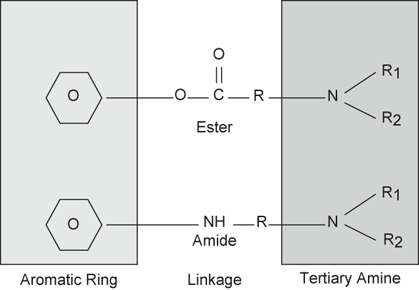 O
O O C R N R1
R2
Ester
O NH R N R1
R2
Amide
Aromatic Ring Linkage Tertiary Amine